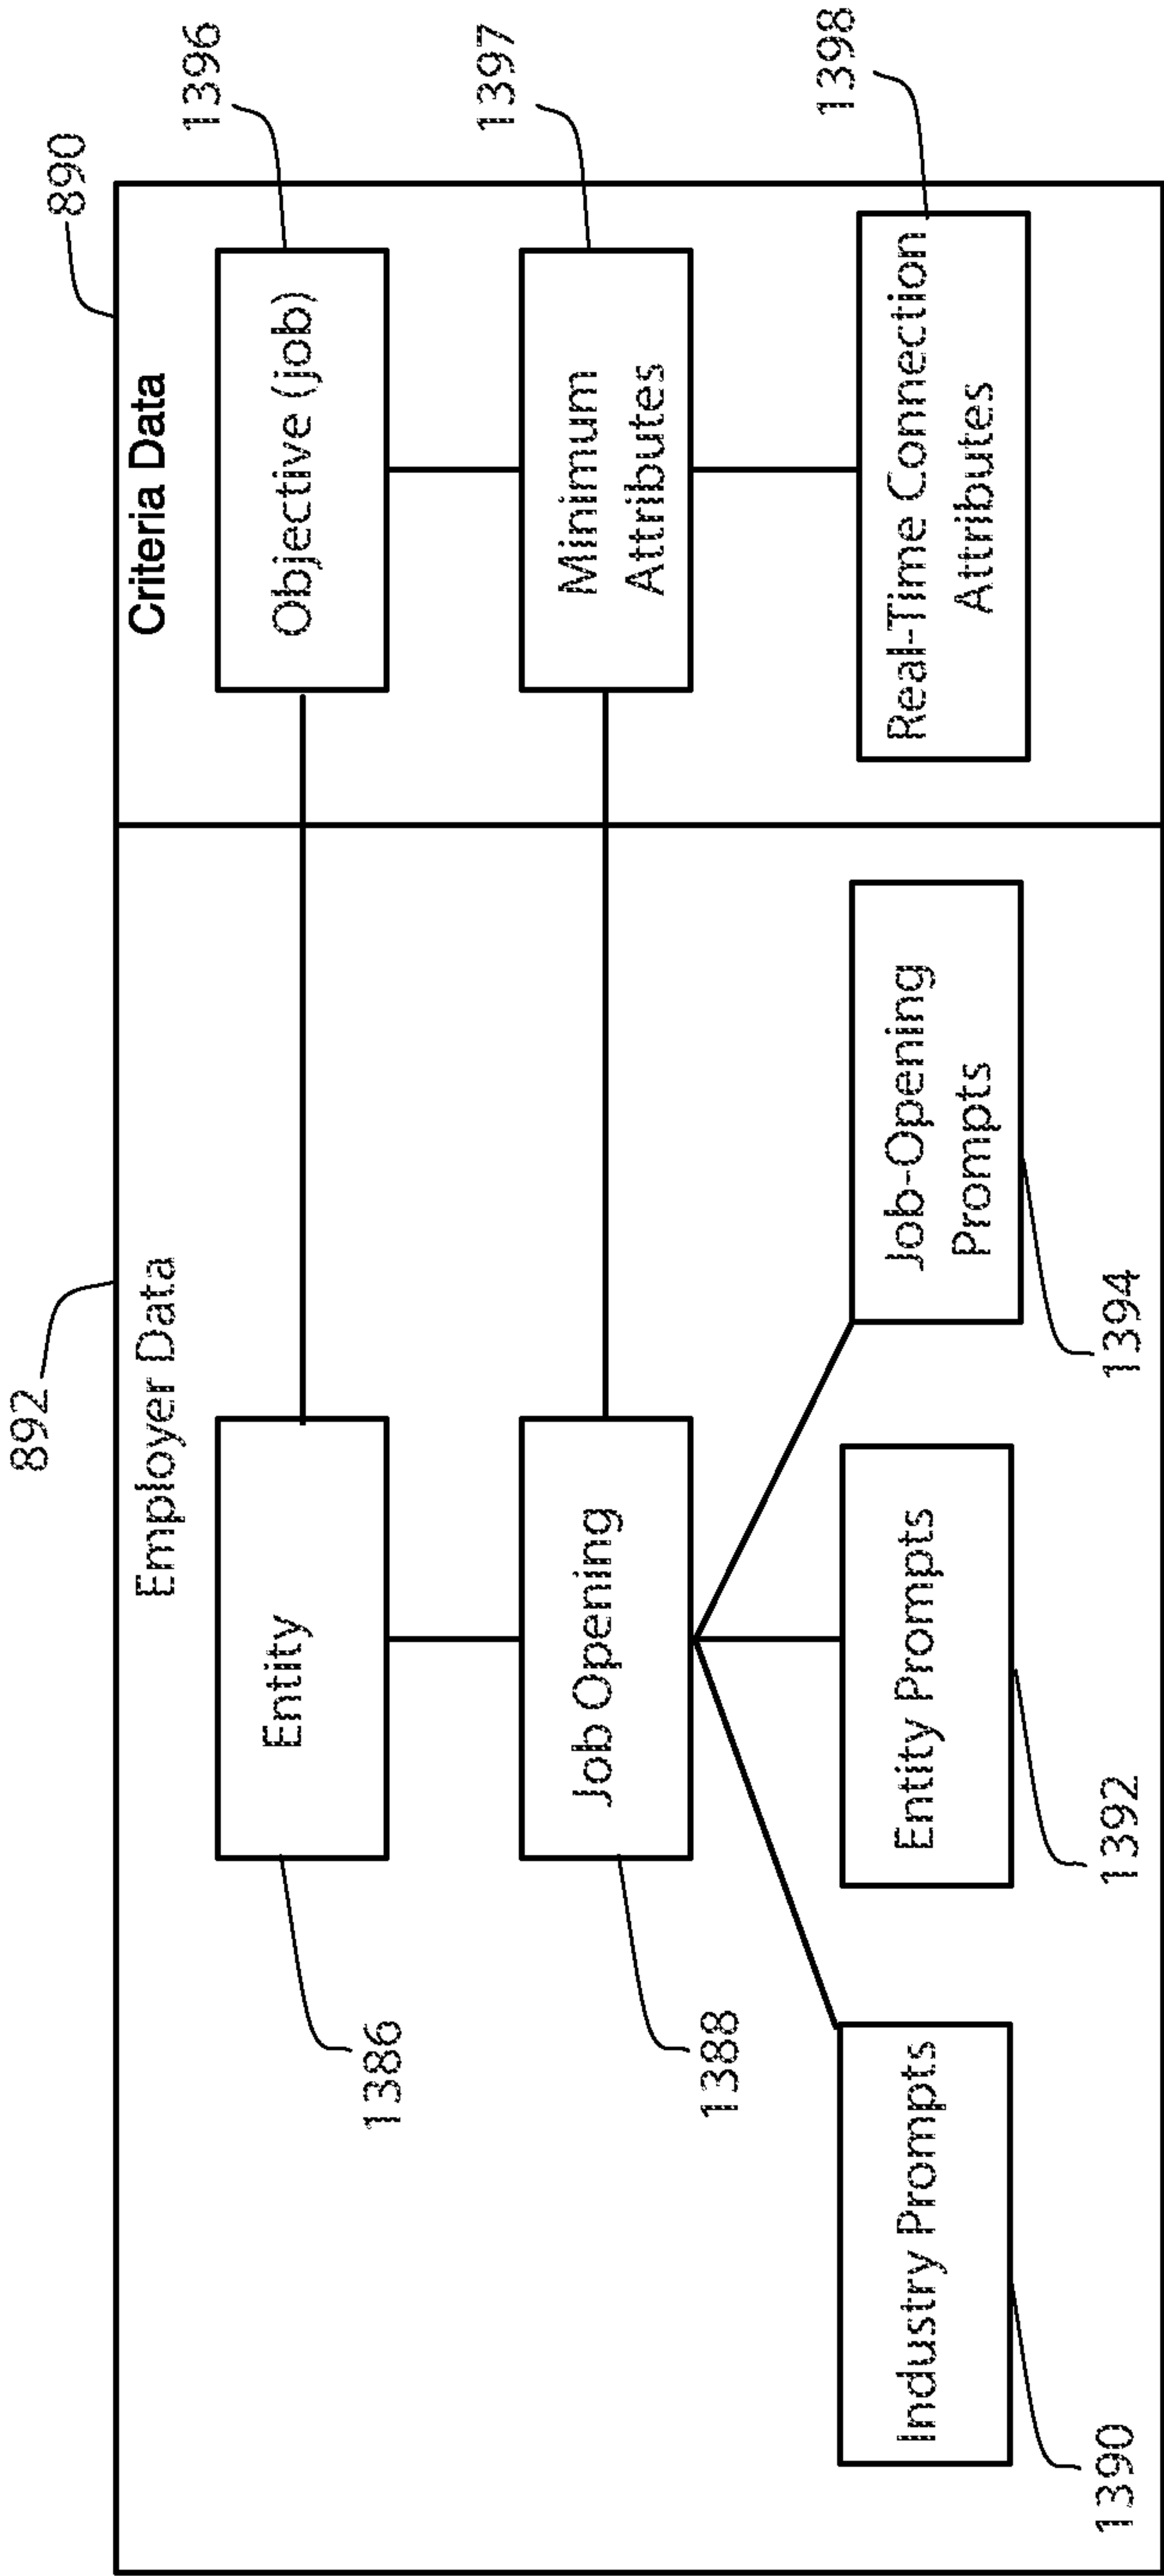 892
890
Employer Data
Criteria Data
1386
Entity
Objective (job)
1396
1388
Job Opening
Minimum
Attributes
1397
Industry Prompts
Entity Prompts
Job-Opening
Prompts
Real-Time Connection
Attributes
1398
1390
1392
1394